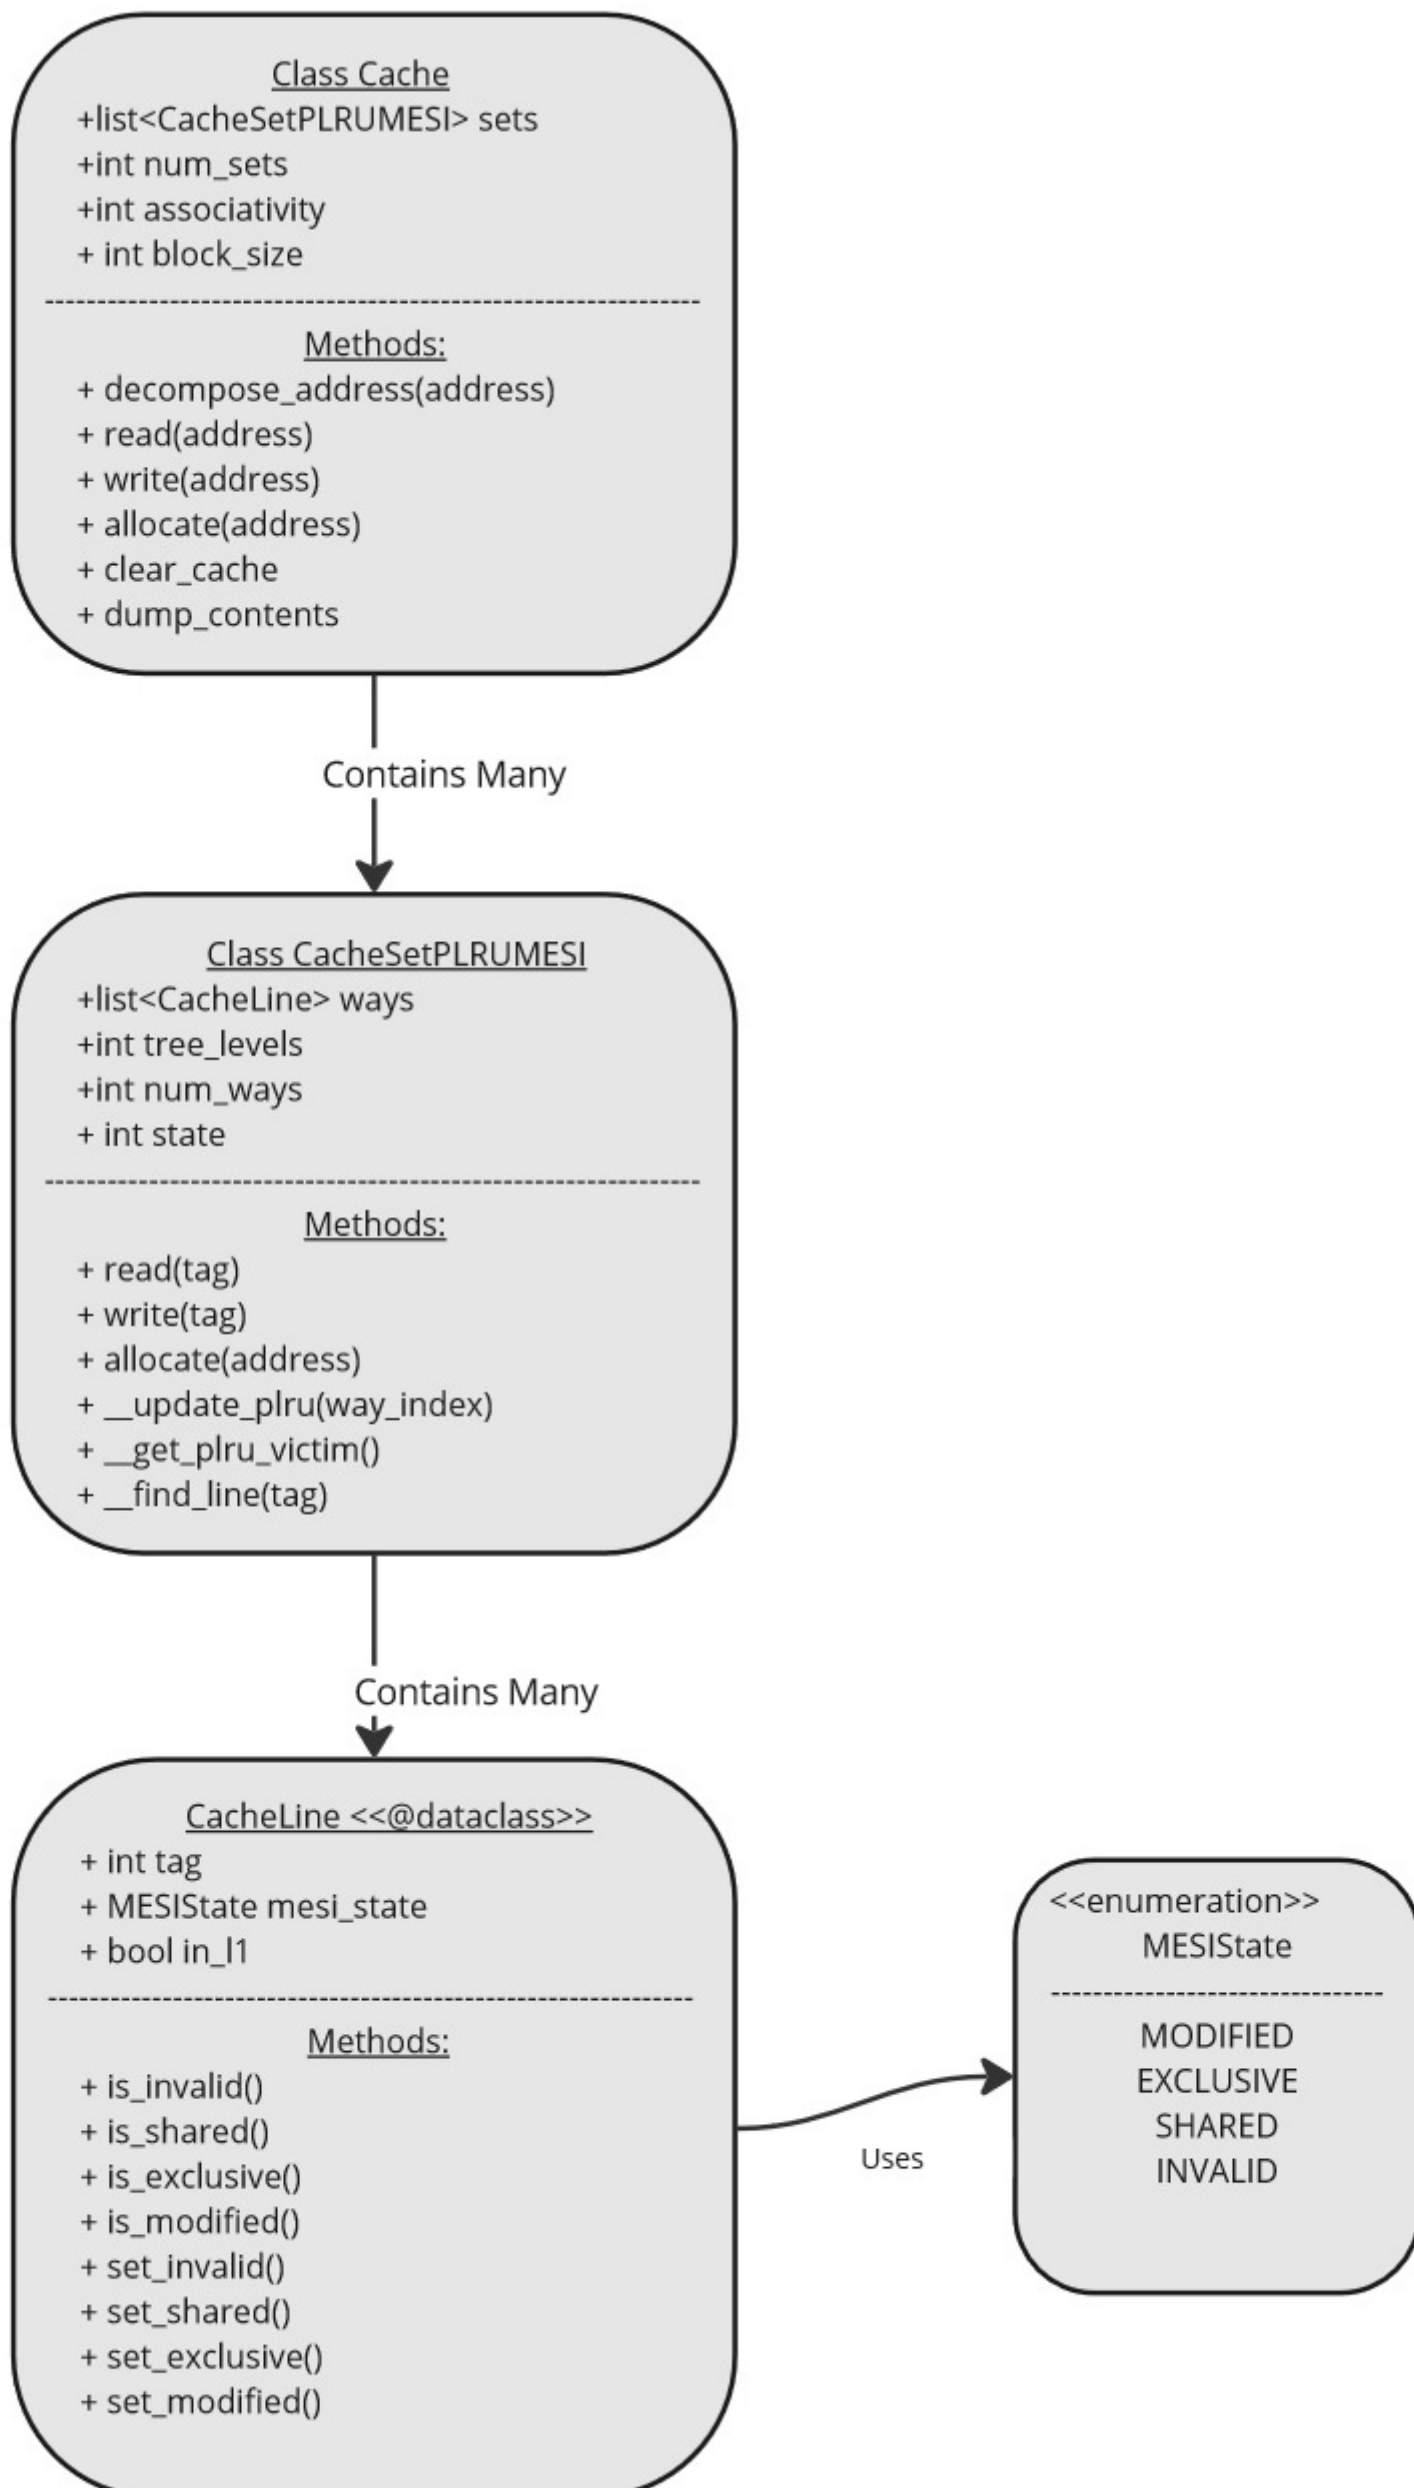 Class Cache
+list<CacheSetPLRUMESI> sets
+int num_sets
+int associativity
+ int block_size
Methods:
+ decompose_address(address)
+ read(address)
+ write(address)
+ allocate(address)
+ clear_cache
+ dump_contents
Contains Many
Class CacheSetPLRUMESI
+list<CacheLine> ways
+int tree_levels
+int num_ways
+ int state
Methods:
+ read(tag)
+ write(tag)
+ allocate(address)
+ __update_plru(way_index)
+ __get_plru_victim()
+ __find_line(tag)
Contains Many
CacheLine <<@dataclass>>
+ int tag
+ MESIState mesi_state
+ bool in_l1
Methods:
+ is_invalid()
+ is_shared()
+ is_exclusive()
+ is_modified()
+ set_invalid()
+ set_shared()
+ set_exclusive()
+ set_modified()
Uses
<<enumeration>>
MESIState
MODIFIED
EXCLUSIVE
SHARED
INVALID